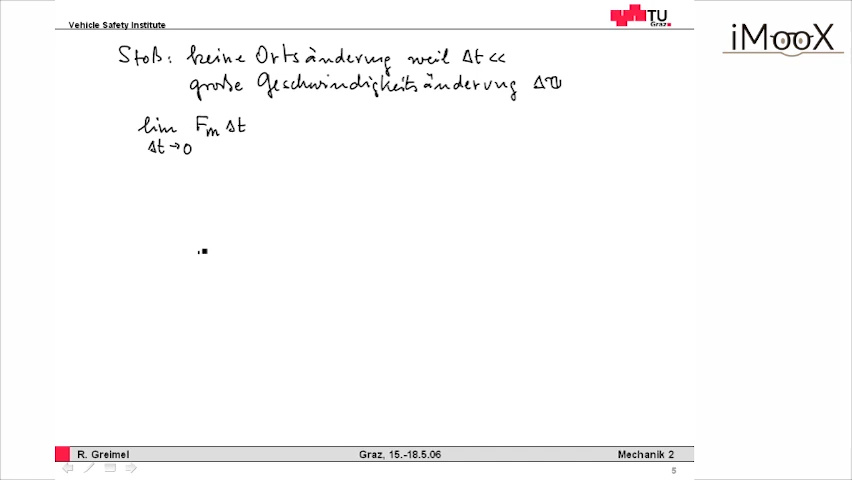 Vehicle Safety Institute
TU
Graz
iMooX
Stoß: keine Ortsänderung weil Δt <<
große Geschwindigkeitsänderung Δv
lim Fm Δt
Δt → 0
R. Greimel Graz, 15.-18.5.06 Mechanik 2
5